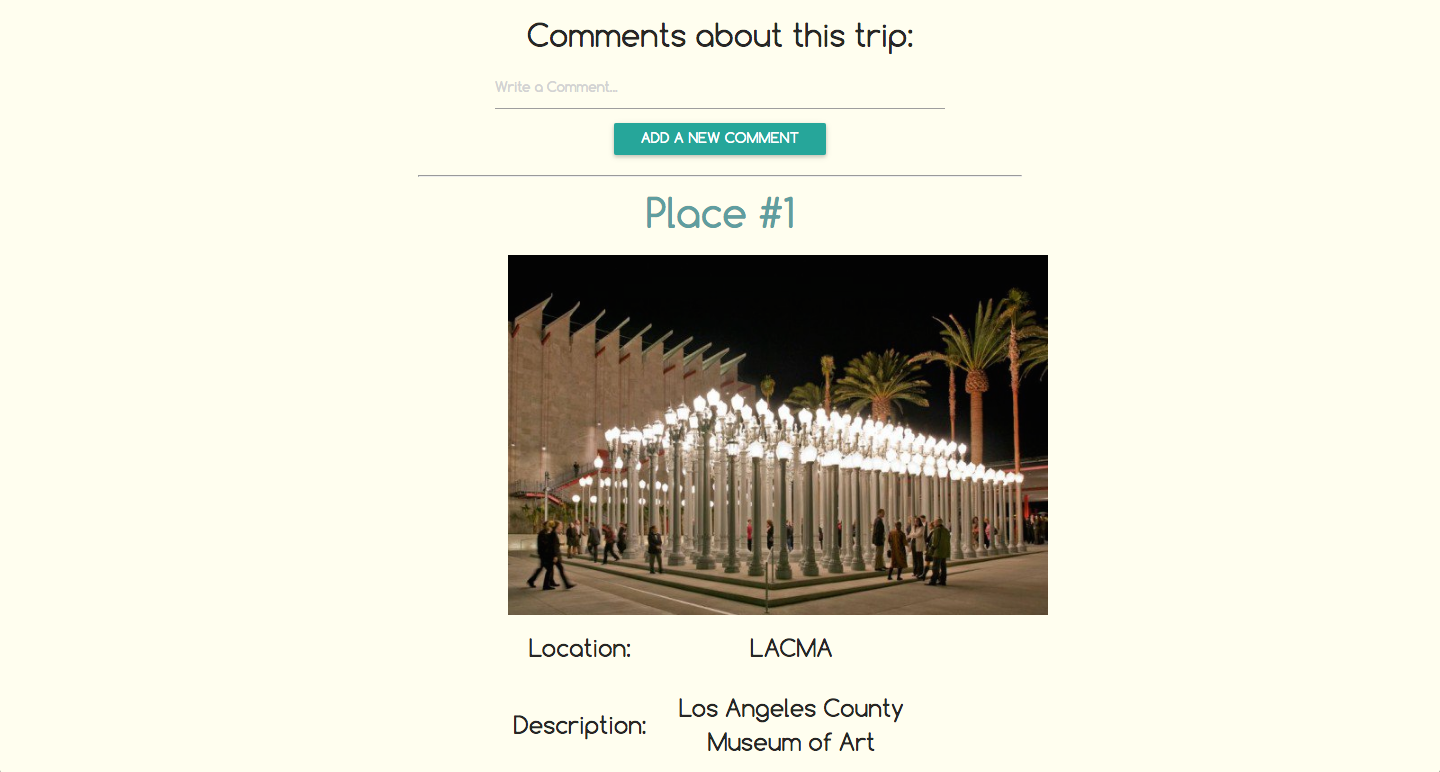 Comments about this trip:
Write a Comment...
ADD A NEW COMMENT
Place #1
Location: LACMA
Description: Los Angeles County
Museum of Art